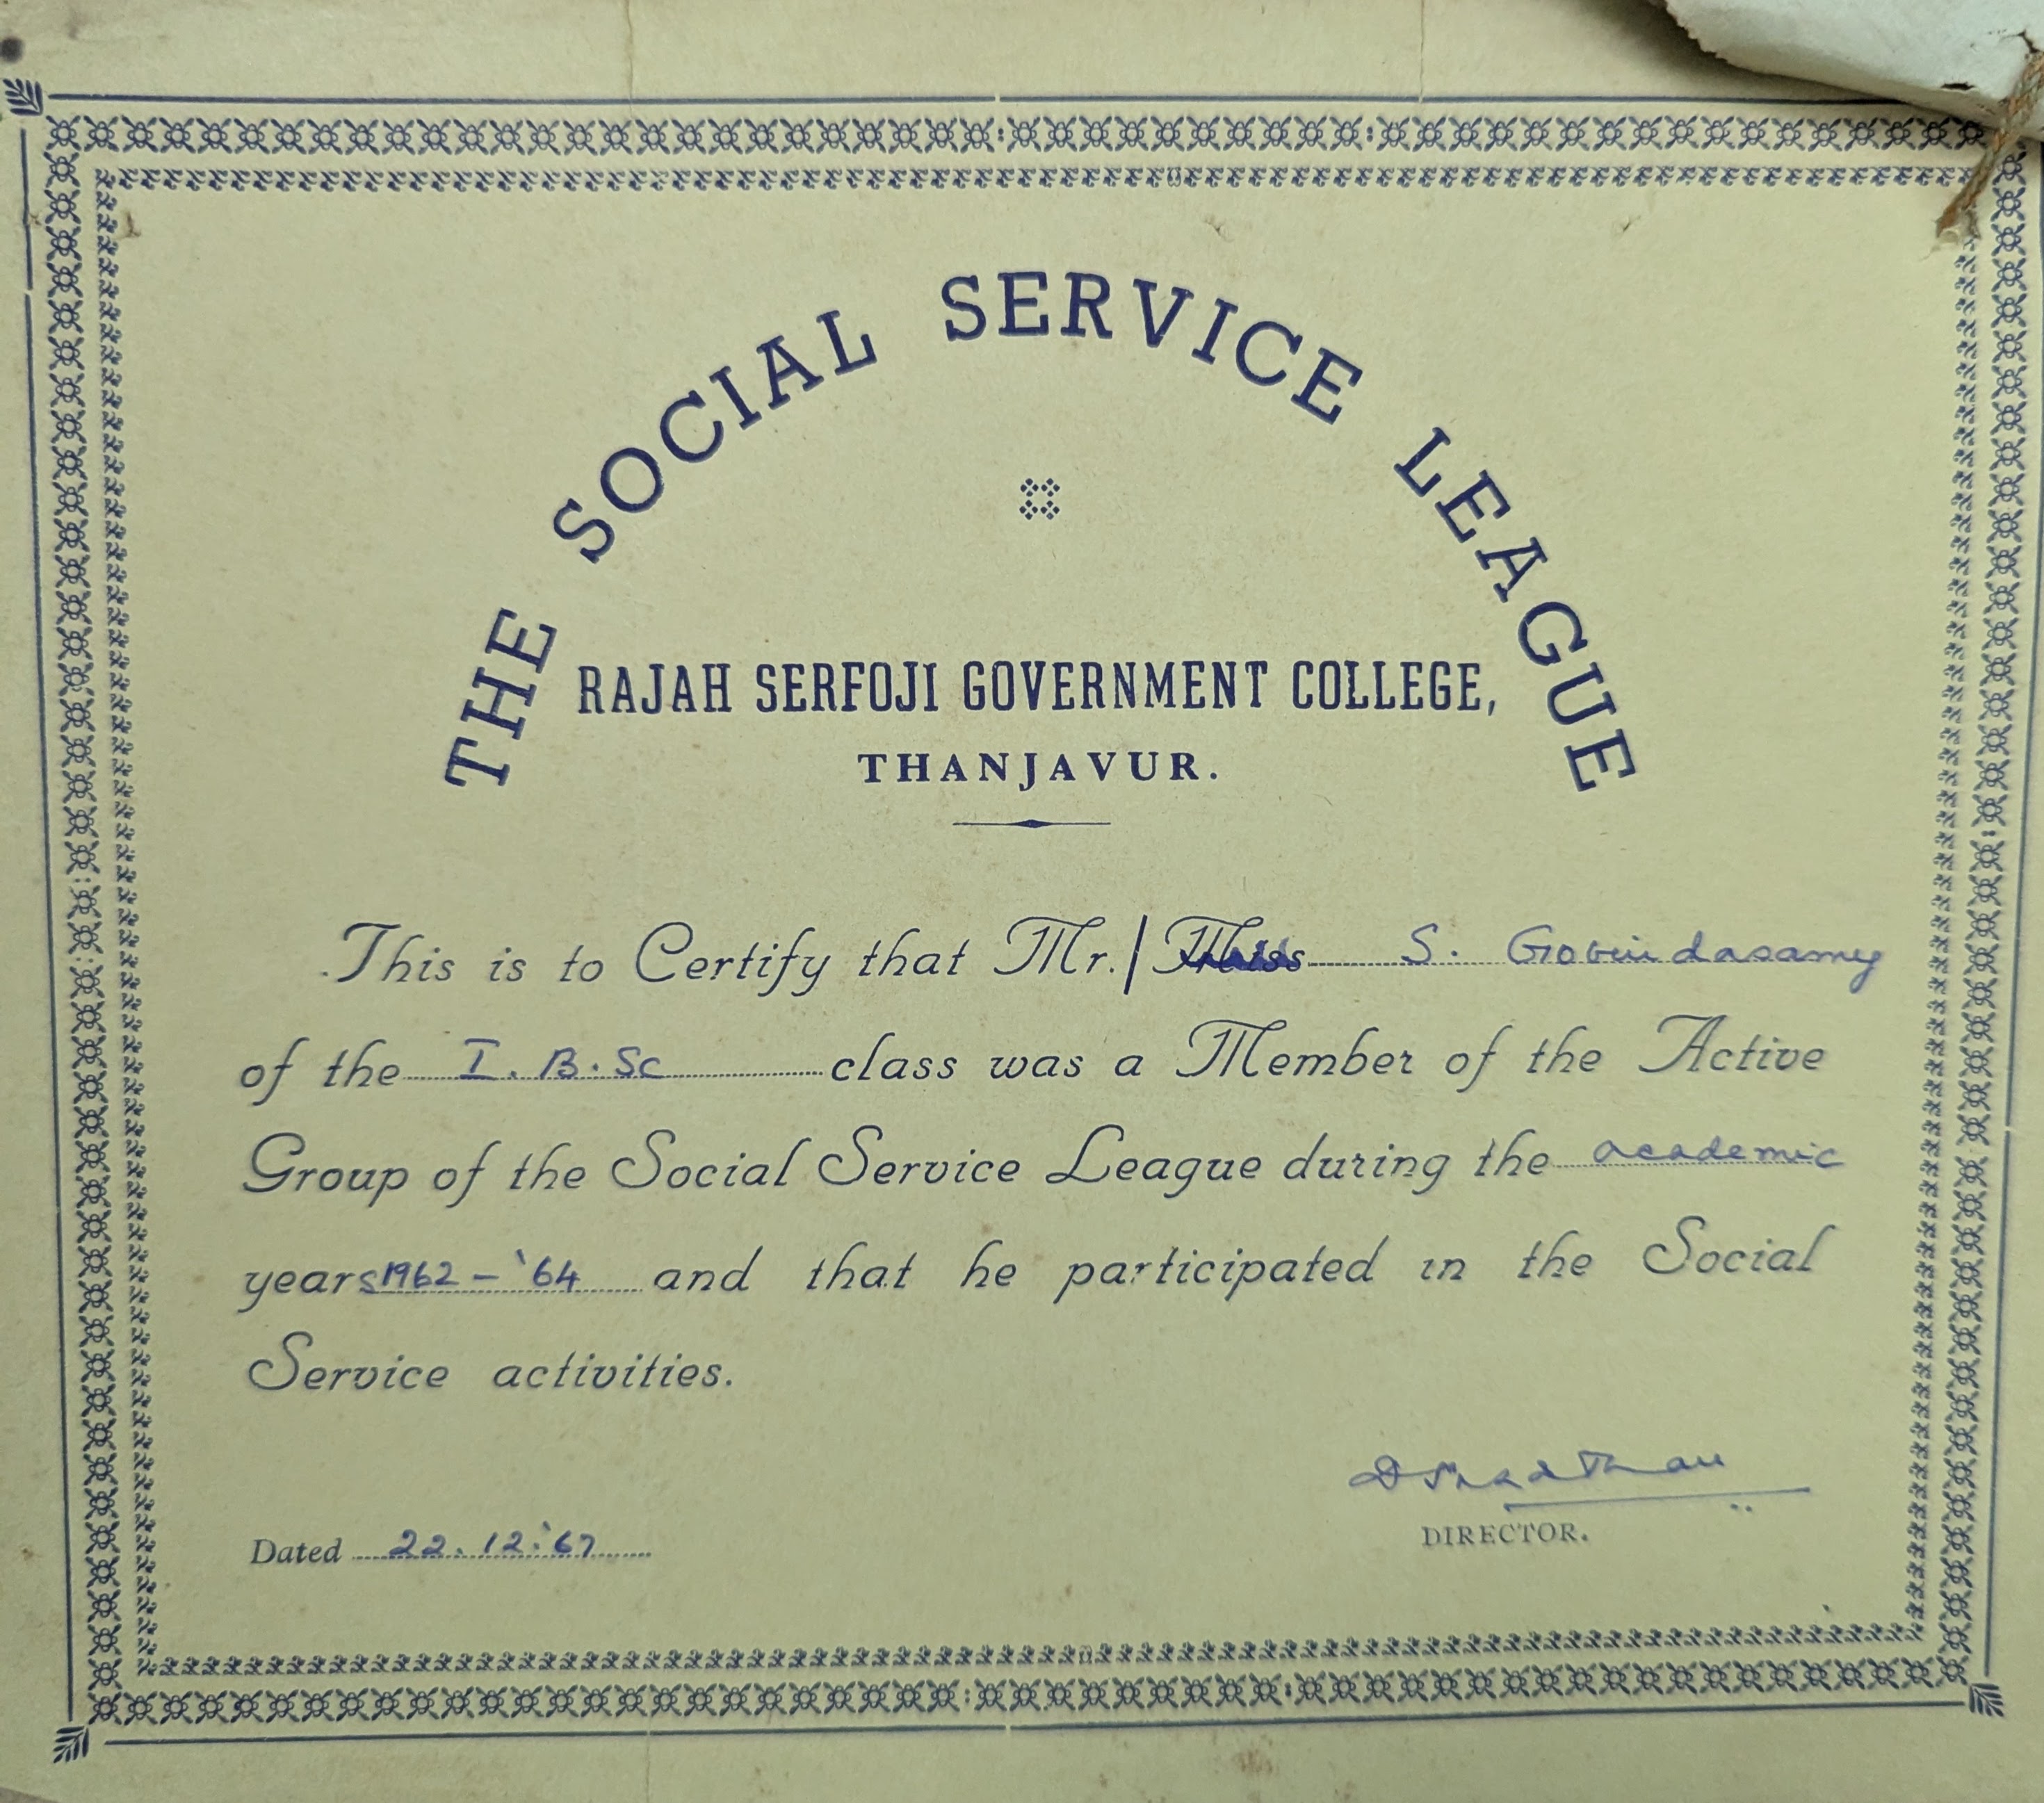 THE SOCIAL SERVICE LEAGUE
RAJAH SERFOJI GOVERNMENT COLLEGE,
THANJAVUR.
This is to Certify that Mr./ Miss S. Govindasamy
of the I. B.Sc class was a Member of the Active
Group of the Social Service League during the academic
years 1962 - '64 and that he participated in the Social
Service activities.
Dated 22.12.'67
DIRECTOR.